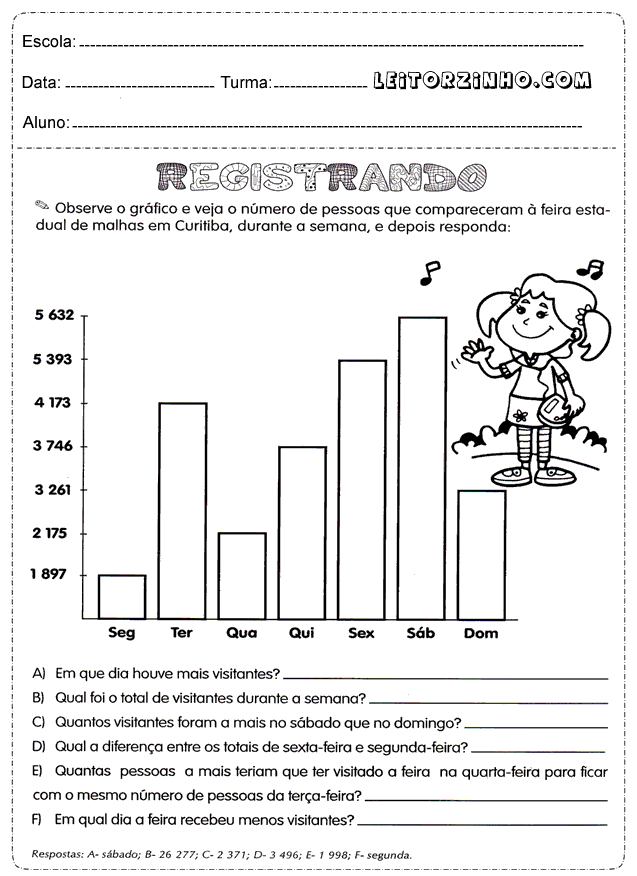 Escola:
Data: Turma: LEITORZINHO.COM
Aluno:
REGISTRANDO
Observe o gráfico e veja o número de pessoas que compareceram à feira esta-
dual de malhas em Curitiba, durante a semana, e depois responda:
5 632
5 393
4 173
3 746
3 261
2 175
1 897
Seg Ter Qua Qui Sex Sáb Dom
A) Em que dia houve mais visitantes?
B) Qual foi o total de visitantes durante a semana?
C) Quantos visitantes foram a mais no sábado que no domingo?
D) Qual a diferença entre os totais de sexta-feira e segunda-feira?
E) Quantas pessoas a mais teriam que ter visitado a feira na quarta-feira para ficar
com o mesmo número de pessoas da terça-feira?
F) Em qual dia a feira recebeu menos visitantes?
Respostas: A- sábado; B- 26 277; C- 2 371; D- 3 496; E- 1 998; F- segunda.